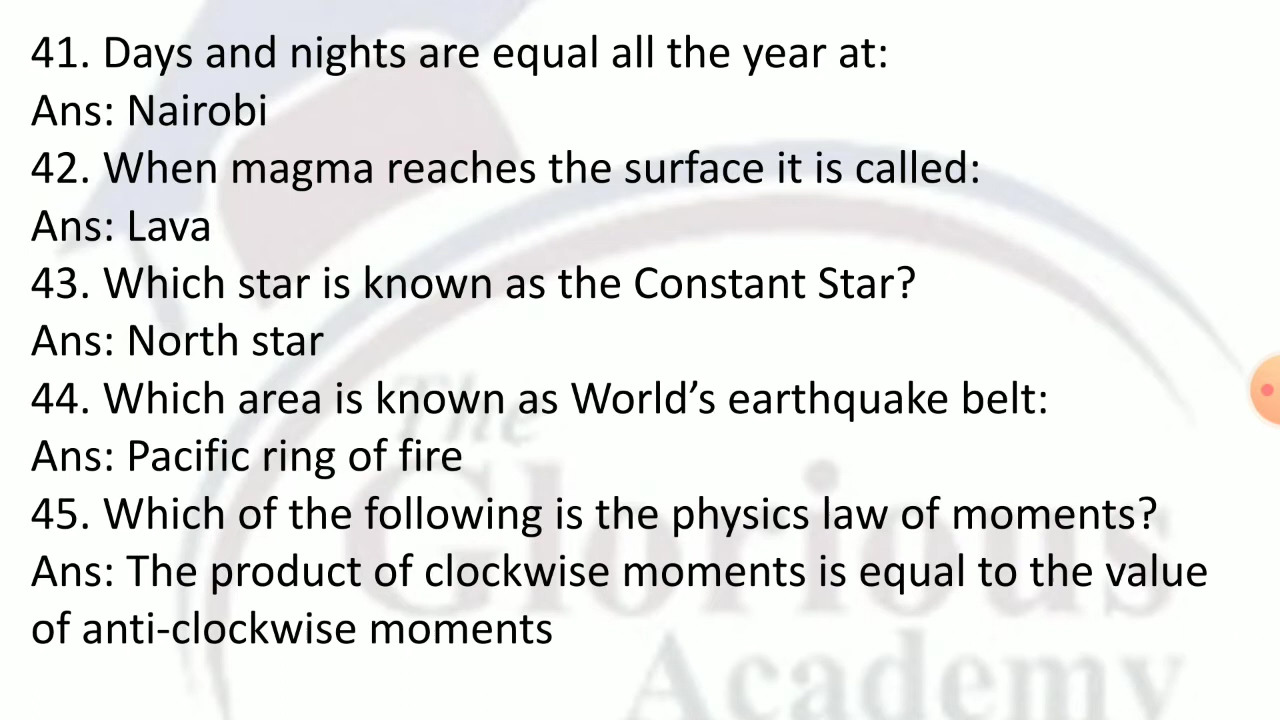 41. Days and nights are equal all the year at:
Ans: Nairobi
42. When magma reaches the surface it is called:
Ans: Lava
43. Which star is known as the Constant Star?
Ans: North star
44. Which area is known as World’s earthquake belt:
Ans: Pacific ring of fire
45. Which of the following is the physics law of moments?
Ans: The product of clockwise moments is equal to the value
of anti-clockwise moments
The
Glorious
Academy